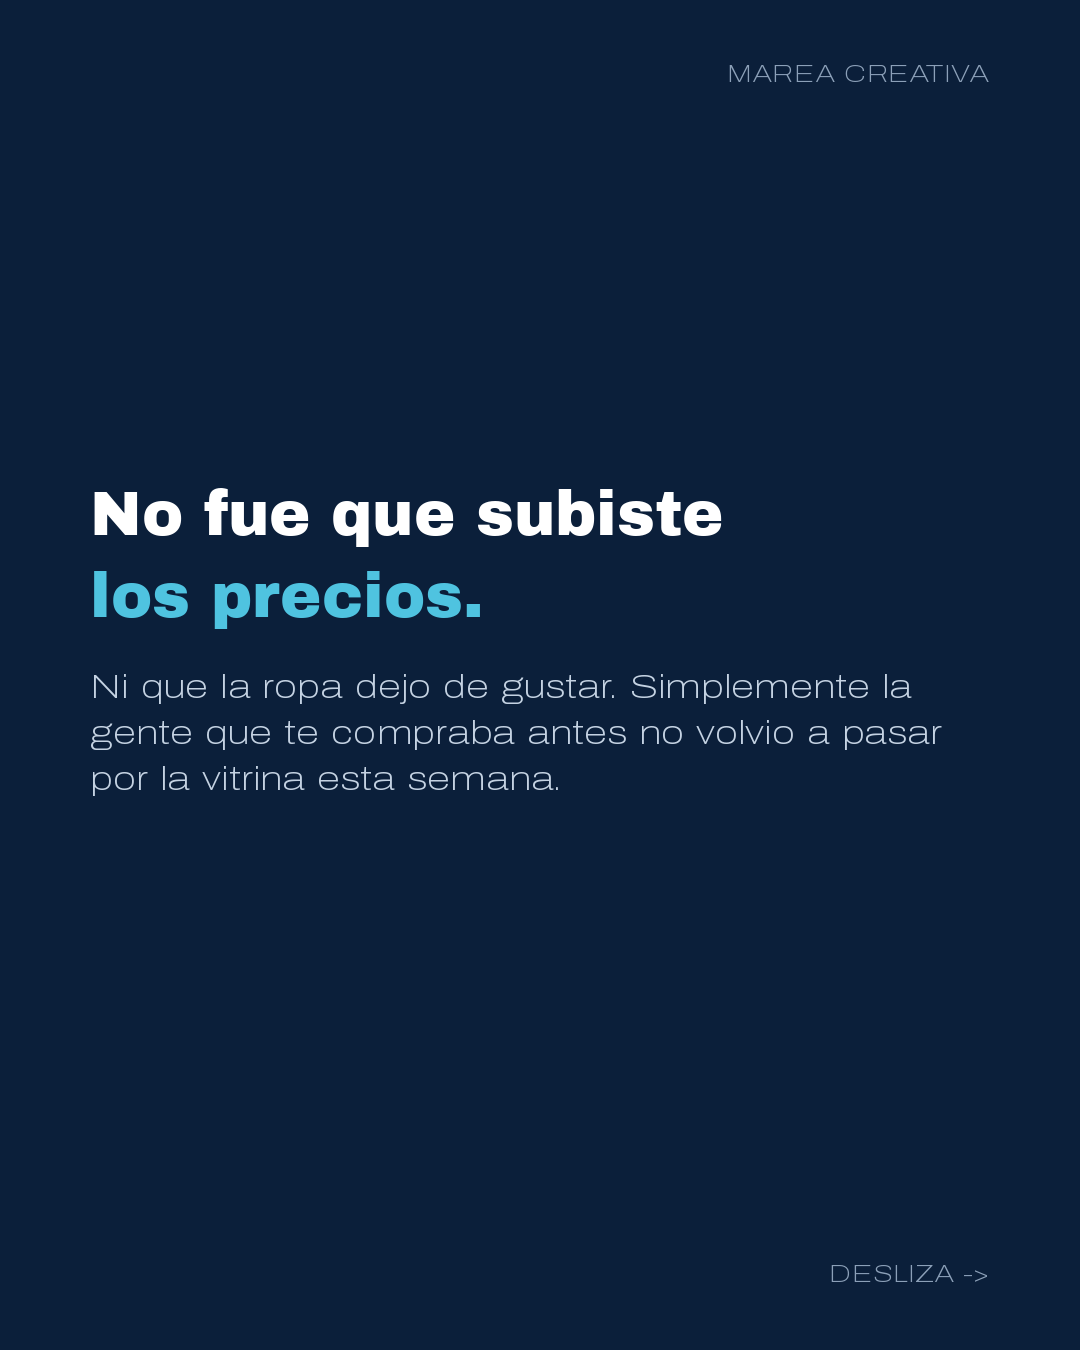 MAREA CREATIVA
No fue que subiste
los precios.
Ni que la ropa dejo de gustar. Simplemente la
gente que te compraba antes no volvio a pasar
por la vitrina esta semana.
DESLIZA ->